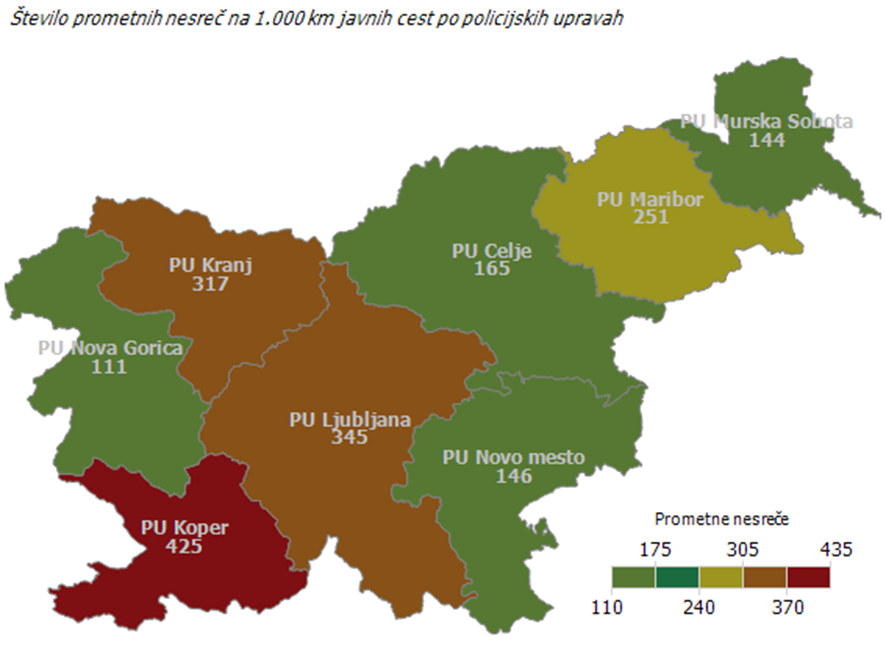 Število prometnih nesreč na 1.000 km javnih cest po policijskih upravah
PU Murska Sobota
144
PU Maribor
251
PU Celje
165
PU Kranj
317
PU Nova Gorica
111
PU Ljubljana
345
PU Novo mesto
146
PU Koper
425
Prometne nesreče
175 305 435
110 240 370